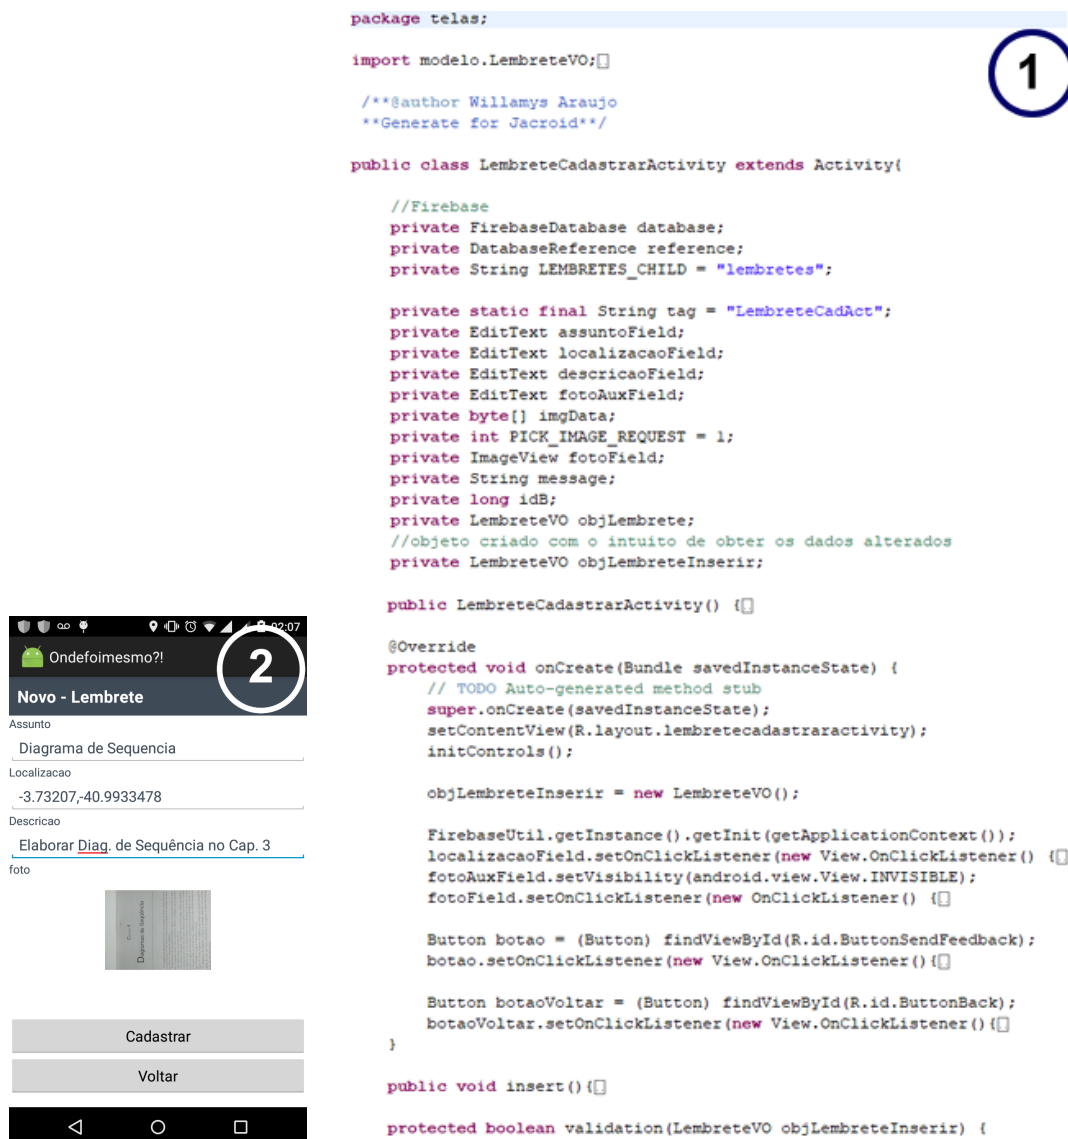 package telas;
import modelo.LembreteVO;
1
/**@author Willamys Araujo
**Generate for Jacroid**/
public class LembreteCadastrarActivity extends Activity{
//Firebase
private FirebaseDatabase database;
private DatabaseReference reference;
private String LEMBRETES_CHILD = "lembretes";
private static final String tag = "LembreteCadAct";
private EditText assuntoField;
private EditText localizacaoField;
private EditText descricaoField;
private EditText fotoAuxField;
private byte[] imgData;
private int PICK_IMAGE_REQUEST = 1;
private ImageView fotoField;
private String message;
private long idB;
private LembreteVO objLembrete;
//objeto criado com o intuito de obter os dados alterados
private LembreteVO objLembreteInserir;
public LembreteCadastrarActivity() {
@Override
protected void onCreate(Bundle savedInstanceState) {
// TODO Auto-generated method stub
super.onCreate(savedInstanceState);
setContentView(R.layout.lembretecadastraractivity);
initControls();
objLembreteInserir = new LembreteVO();
FirebaseUtil.getInstance().getInit(getApplicationContext());
localizacaoField.setOnClickListener(new View.OnClickListener() {
fotoAuxField.setVisibility(android.view.View.INVISIBLE);
fotoField.setOnClickListener(new OnClickListener() {
Button botao = (Button) findViewById(R.id.ButtonSendFeedback);
botao.setOnClickListener(new View.OnClickListener(){
Button botaoVoltar = (Button) findViewById(R.id.ButtonBack);
botaoVoltar.setOnClickListener(new View.OnClickListener(){
}
public void insert(){
protected boolean validation(LembreteVO objLembreteInserir) {
02:07
Ondefoimesmo?!
2
Novo - Lembrete
Assunto
Diagrama de Sequencia
Localizacao
-3.73207,-40.9933478
Descricao
Elaborar Diag. de Sequência no Cap. 3
foto
Diagramas de Seqüência
Cadastrar
Voltar